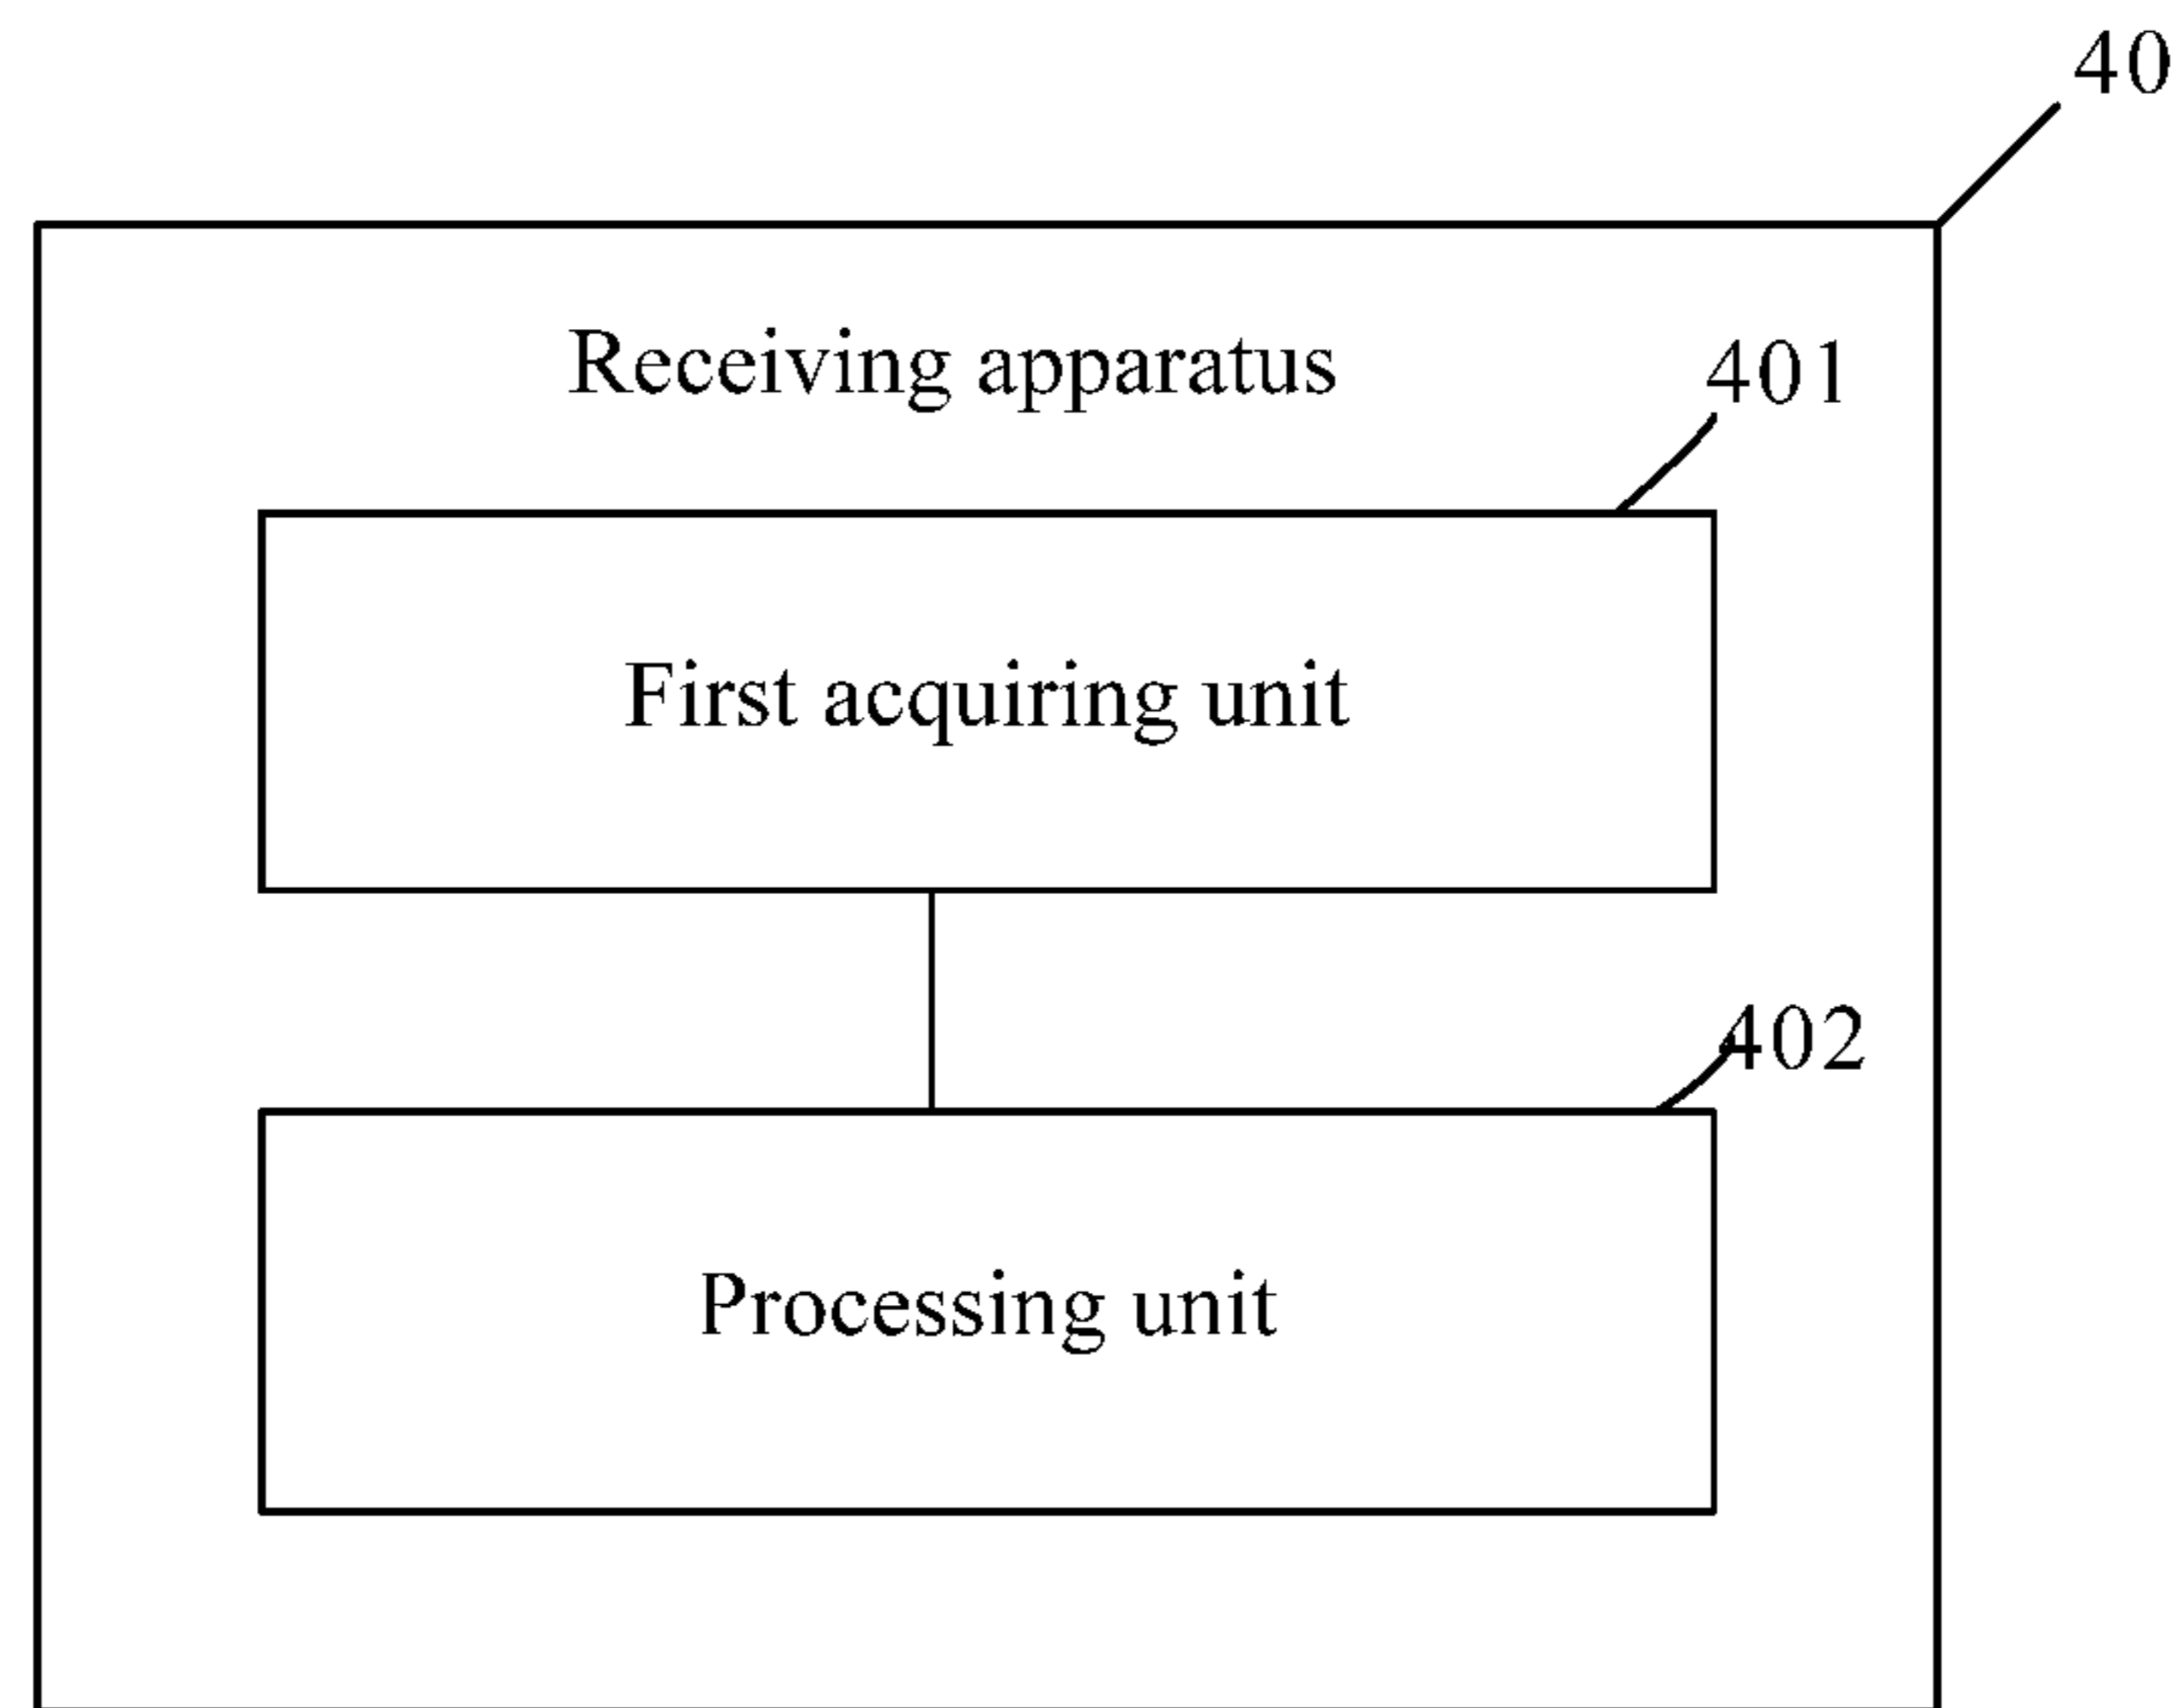 40
Receiving apparatus
401
First acquiring unit
402
Processing unit